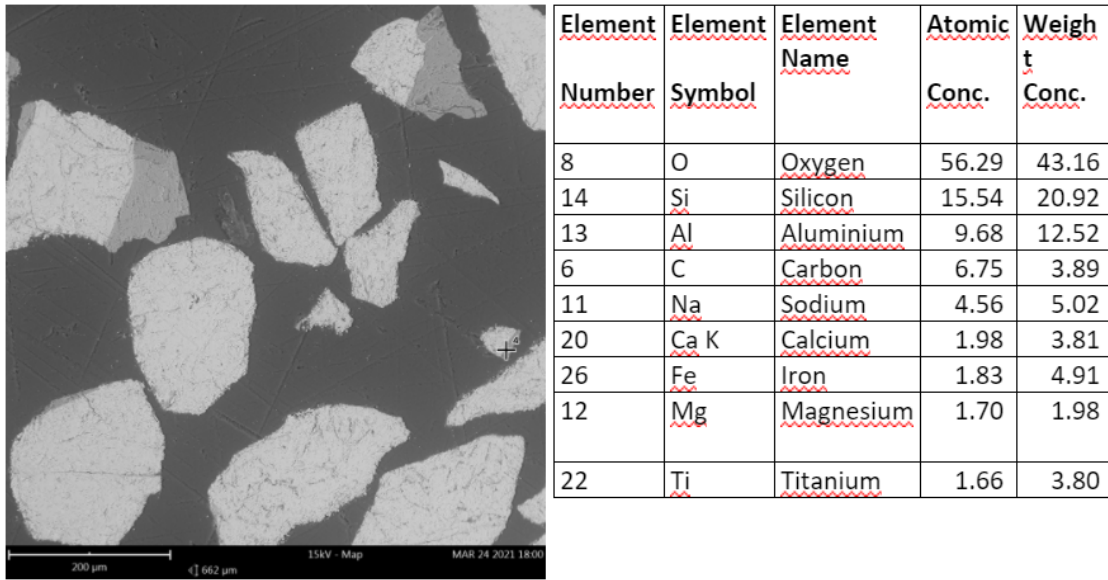 Element Element Element Atomic Weigh
Name t
Number Symbol Conc. Conc.
8 O Oxygen 56.29 43.16
14 Si Silicon 15.54 20.92
13 Al Aluminium 9.68 12.52
6 C Carbon 6.75 3.89
11 Na Sodium 4.56 5.02
20 Ca K Calcium 1.98 3.81
26 Fe Iron 1.83 4.91
12 Mg Magnesium 1.70 1.98
22 Ti Titanium 1.66 3.80
4
15kV - Map MAR 24 2021 18:00
200 µm 662 µm